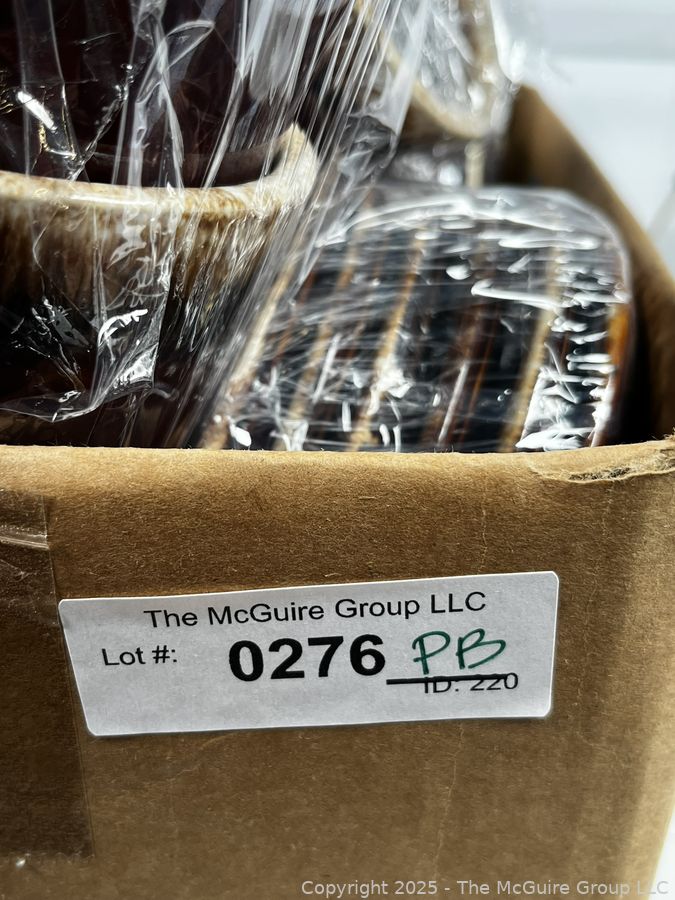 The McGuire Group LLC
Lot #: 0276 PB
ID: 220
Copyright 2025 - The McGuire Group LLC